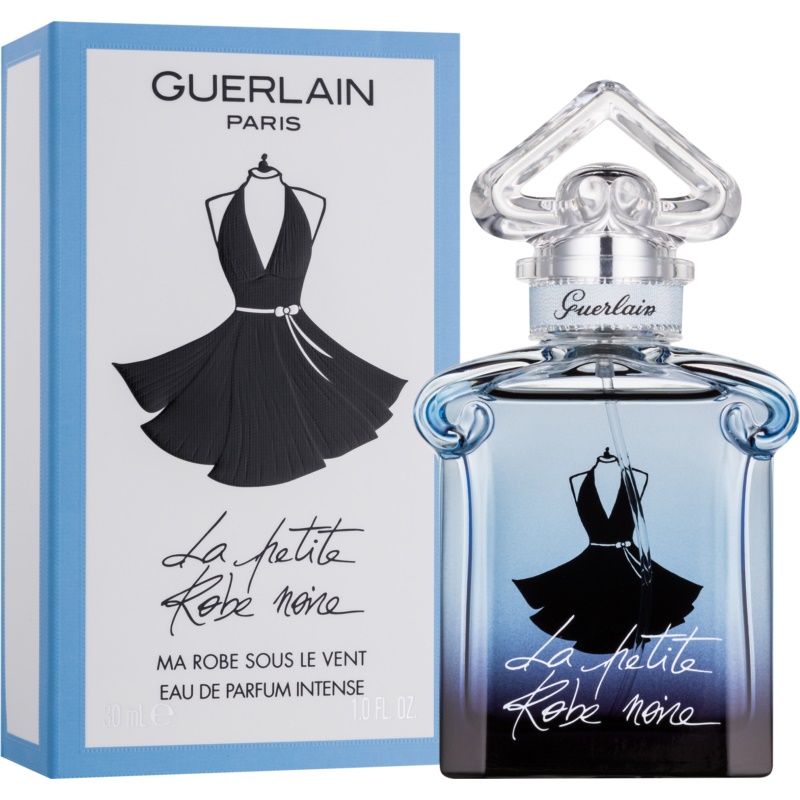 GUERLAIN
PARIS
La petite
Robe noire
MA ROBE SOUS LE VENT
EAU DE PARFUM INTENSE
30 mL ℮ 1.0 FL. OZ.
Guerlain
La petite
Robe noire